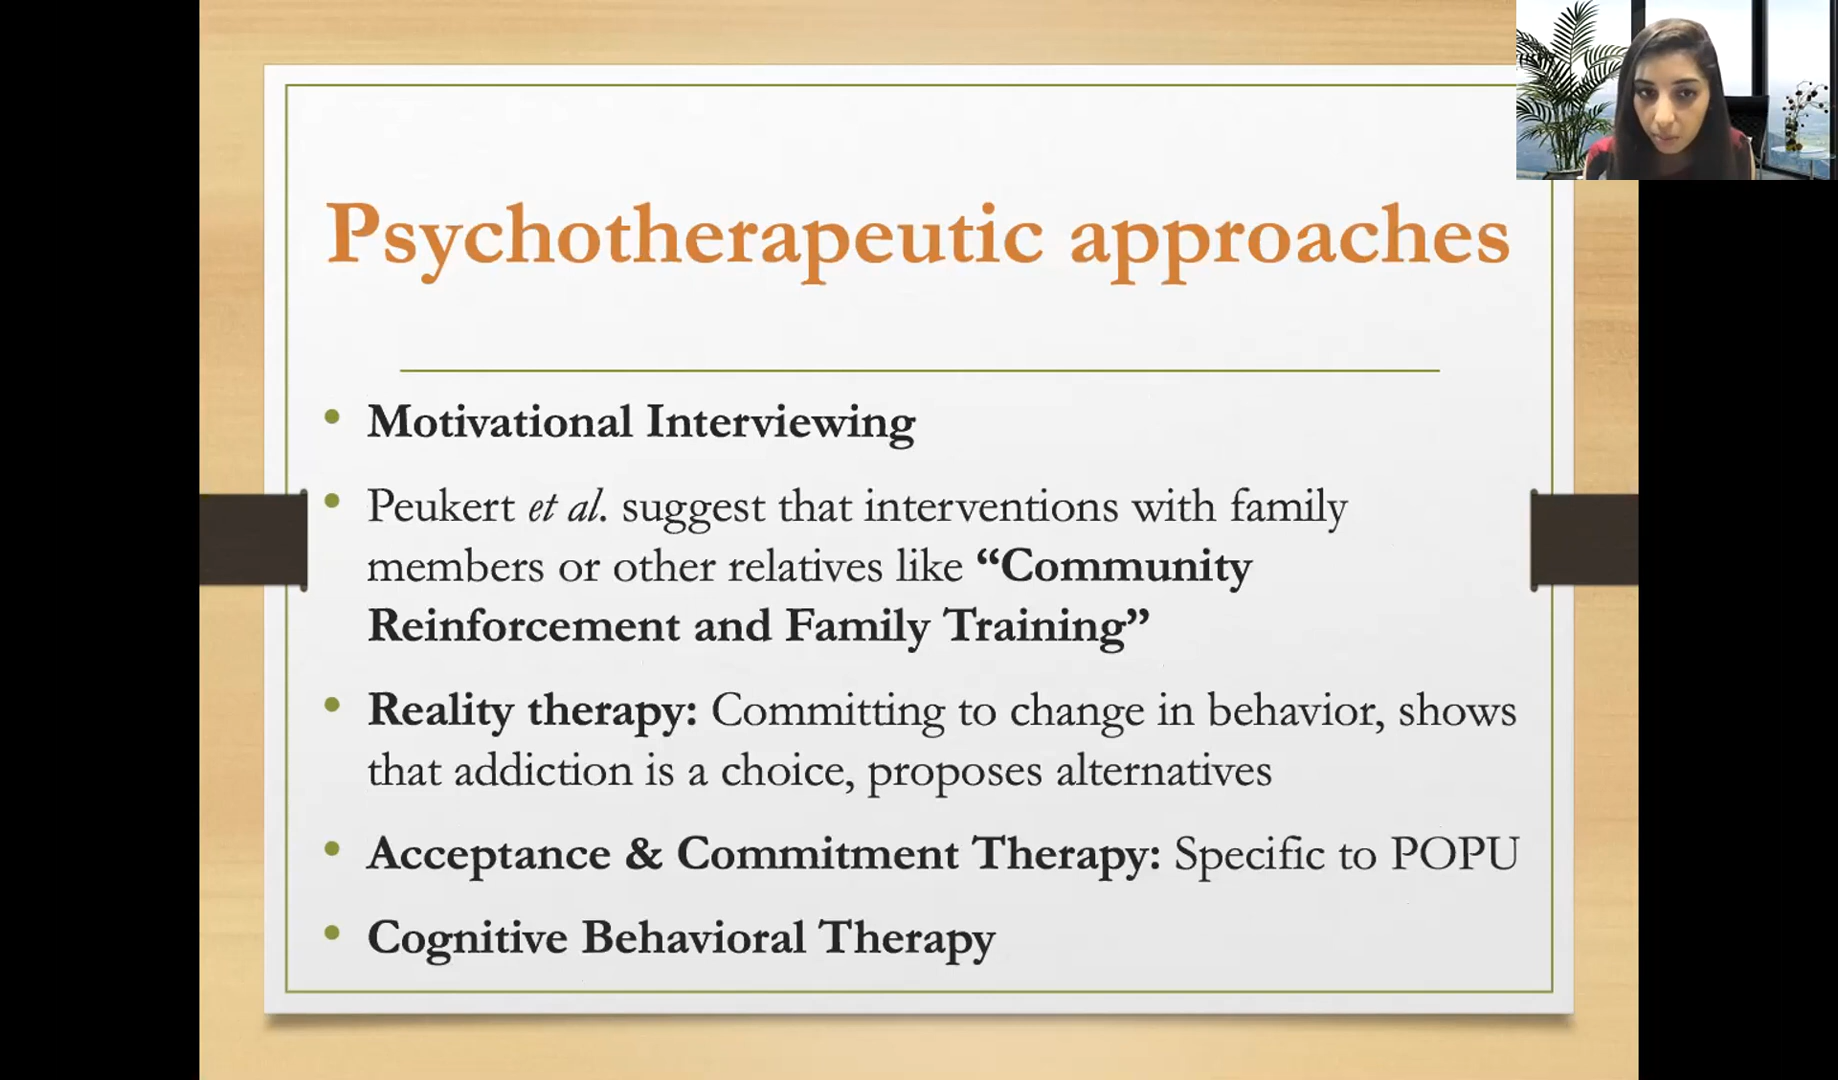 Psychotherapeutic approaches
• Motivational Interviewing
• Peukert et al. suggest that interventions with family
members or other relatives like “Community
Reinforcement and Family Training”
• Reality therapy: Committing to change in behavior, shows
that addiction is a choice, proposes alternatives
• Acceptance & Commitment Therapy: Specific to POPU
• Cognitive Behavioral Therapy